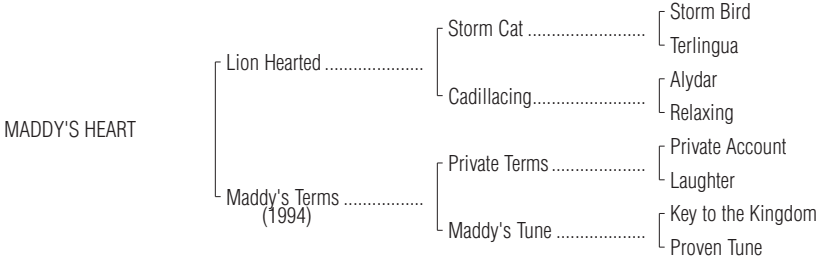 Storm Bird
Storm Cat .........................
Terlingua
Lion Hearted .....................
Alydar
Cadillacing........................
Relaxing
MADDY'S HEART
Private Account
Private Terms ....................
Laughter
Maddy's Terms .................
(1994)
Key to the Kingdom
Maddy's Tune ...................
Proven Tune